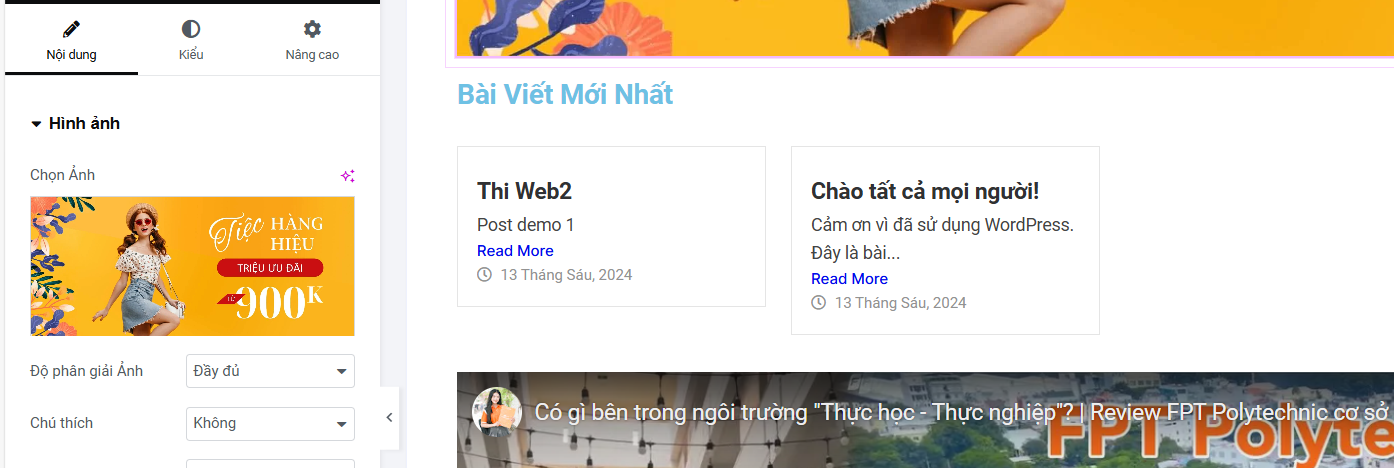 Nội dung
Kiểu
Nâng cao
Hình ảnh
Chọn Ảnh
Tiệc HÀNG
HIỆU
TRIỆU ƯU ĐÃI
TỪ 900K
Độ phân giải Ảnh
Đầy đủ
Chú thích
Không
Bài Viết Mới Nhất
Thi Web2
Post demo 1
Read More
13 Tháng Sáu, 2024
Chào tất cả mọi người!
Cảm ơn vì đã sử dụng WordPress.
Đây là bài...
Read More
13 Tháng Sáu, 2024
Có gì bên trong ngôi trường "Thực học - Thực nghiệp"? | Review FPT Polytechnic cơ sở
FPT Polyte